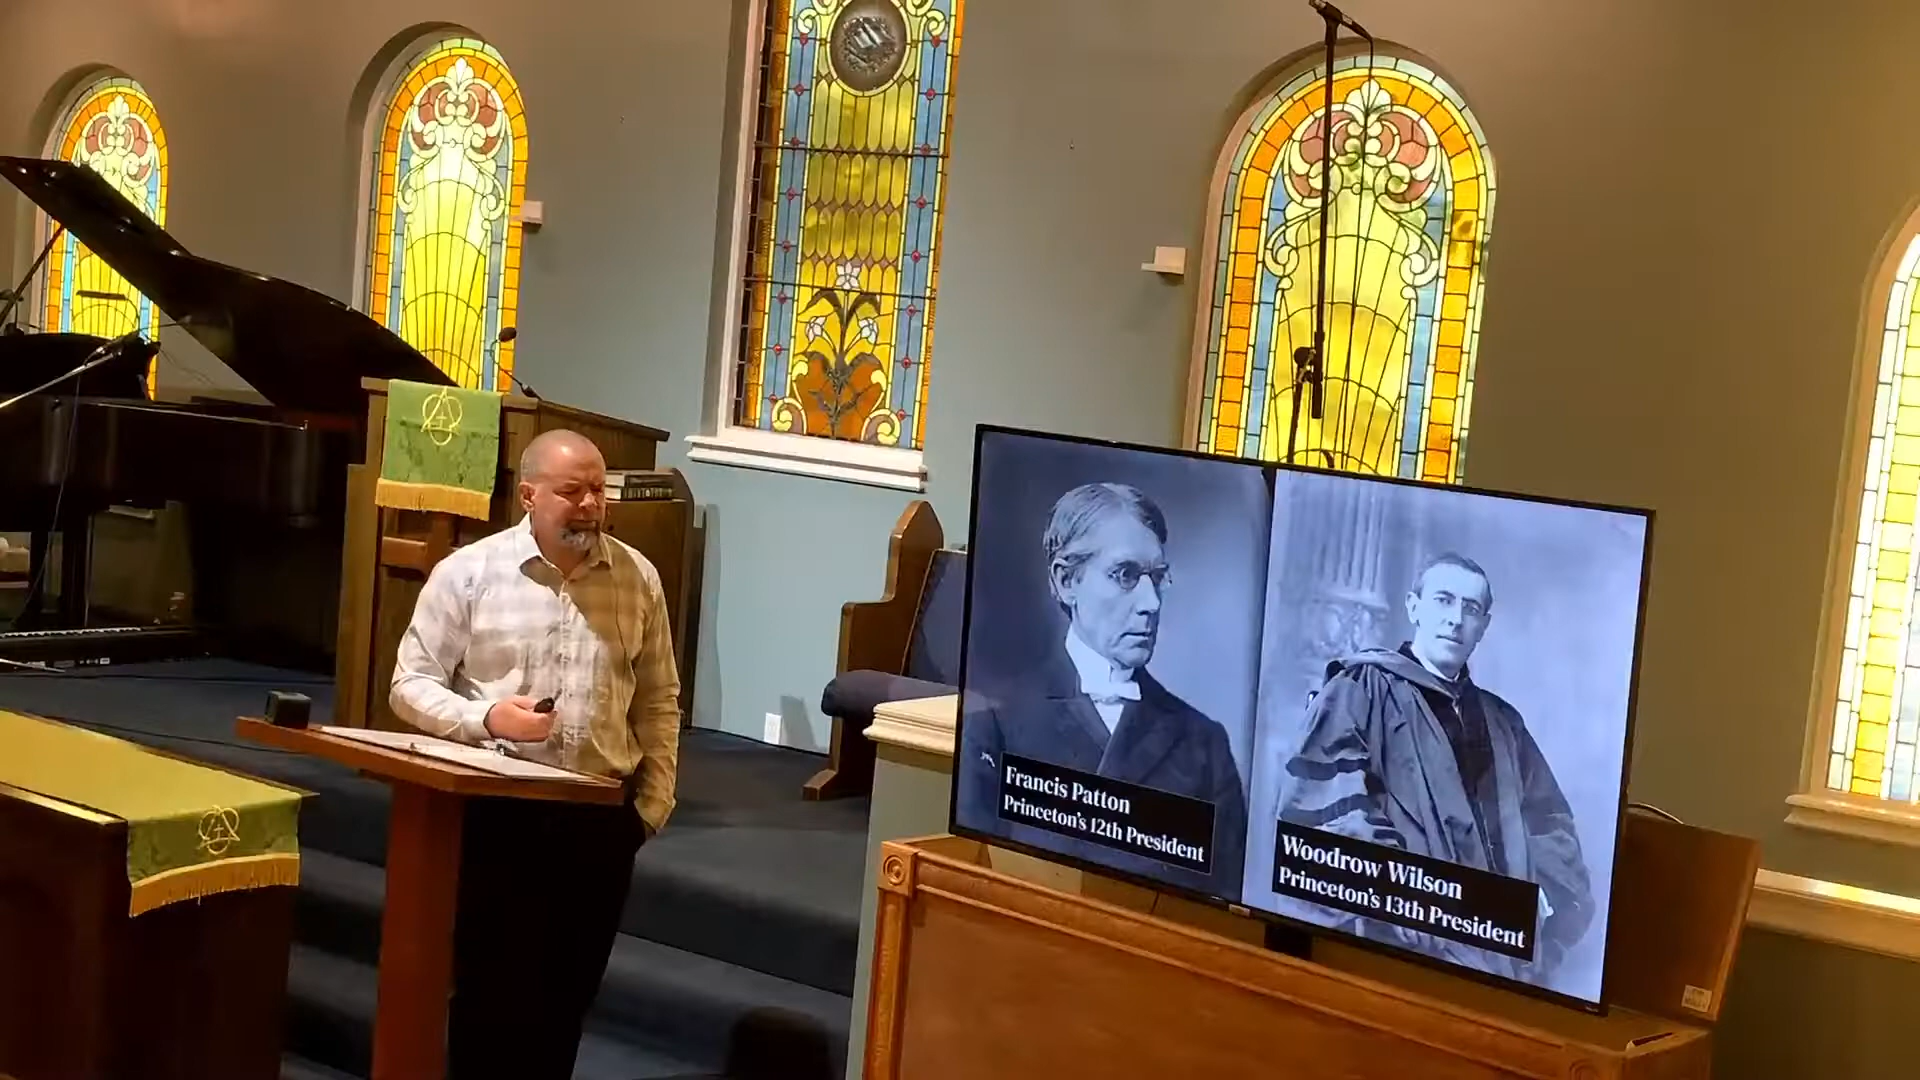 Francis Patton
Princeton's 12th President
Woodrow Wilson
Princeton's 13th President